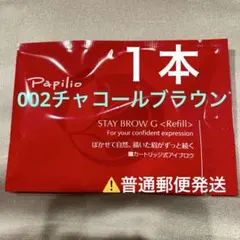 1本
Papilio
002チャコールブラウン
STAY BROW G <Refill>
For your confident expression
ぼかせて自然、描いた眉がずっと続く
■カートリッジ式アイブロウ
⚠️普通郵便発送